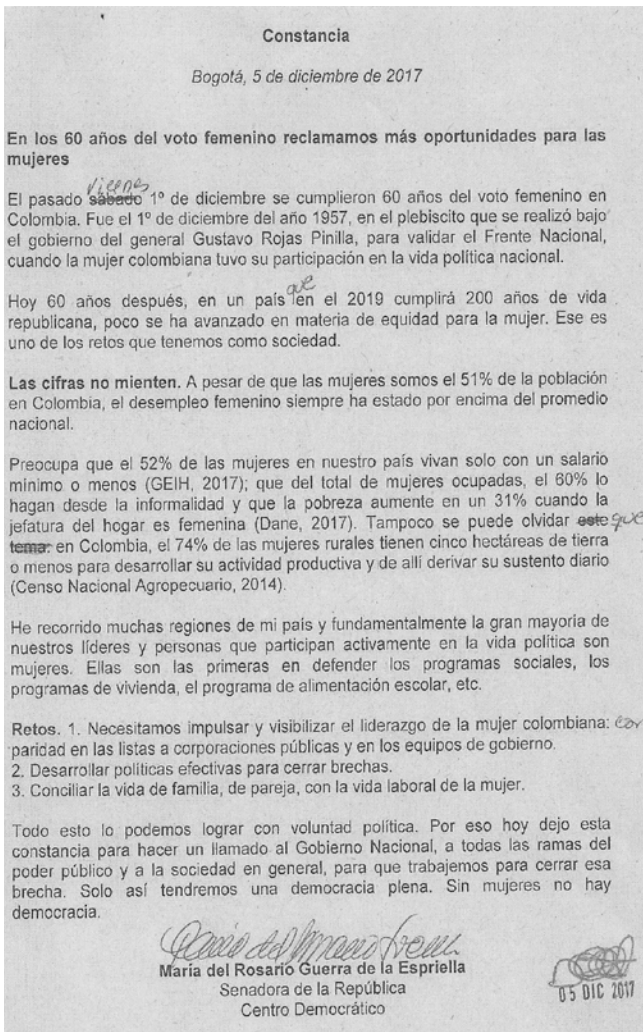 Constancia
Bogotá, 5 de diciembre de 2017
En los 60 años del voto femenino reclamamos más oportunidades para las
mujeres
viernes
El pasado sábado 1º de diciembre se cumplieron 60 años del voto femenino en
Colombia. Fue el 1º de diciembre del año 1957, en el plebiscito que se realizó bajo
el gobierno del general Gustavo Rojas Pinilla, para validar el Frente Nacional,
cuando la mujer colombiana tuvo su participación en la vida política nacional.
que
Hoy 60 años después, en un país en el 2019 cumplirá 200 años de vida
republicana, poco se ha avanzado en materia de equidad para la mujer. Ese es
uno de los retos que tenemos como sociedad.
Las cifras no mienten. A pesar de que las mujeres somos el 51% de la población
en Colombia, el desempleo femenino siempre ha estado por encima del promedio
nacional.
Preocupa que el 52% de las mujeres en nuestro país vivan solo con un salario
mínimo o menos (GEIH, 2017); que del total de mujeres ocupadas, el 60% lo
hagan desde la informalidad y que la pobreza aumente en un 31% cuando la
jefatura del hogar es femenina (Dane, 2017). Tampoco se puede olvidar este que
tema: en Colombia, el 74% de las mujeres rurales tienen cinco hectáreas de tierra
o menos para desarrollar su actividad productiva y de allí derivar su sustento diario
(Censo Nacional Agropecuario, 2014).
He recorrido muchas regiones de mi país y fundamentalmente la gran mayoría de
nuestros líderes y personas que participan activamente en la vida política son
mujeres. Ellas son las primeras en defender los programas sociales, los
programas de vivienda, el programa de alimentación escolar, etc.
Retos. 1. Necesitamos impulsar y visibilizar el liderazgo de la mujer colombiana: con
paridad en las listas a corporaciones públicas y en los equipos de gobierno.
2. Desarrollar políticas efectivas para cerrar brechas.
3. Conciliar la vida de familia, de pareja, con la vida laboral de la mujer.
Todo esto lo podemos lograr con voluntad política. Por eso hoy dejo esta
constancia para hacer un llamado al Gobierno Nacional, a todas las ramas del
poder público y a la sociedad en general, para que trabajemos para cerrar esa
brecha. Solo así tendremos una democracia plena. Sin mujeres no hay
democracia.
María del Rosario Guerra de la Espriella
Senadora de la República
Centro Democrático
05 DIC 2017